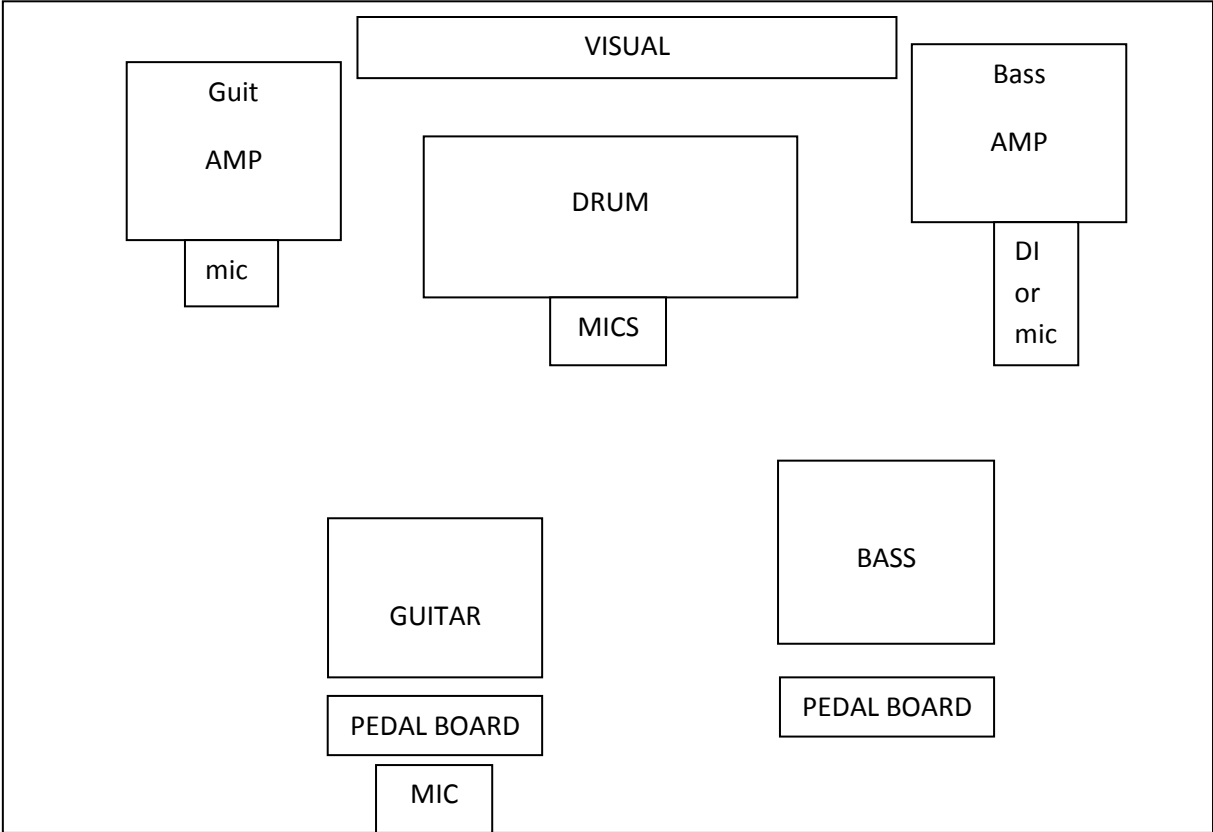 VISUAL
Guit
AMP
Bass
AMP
DRUM
mic
DI
or
mic
MICS
GUITAR
BASS
PEDAL BOARD
PEDAL BOARD
MIC